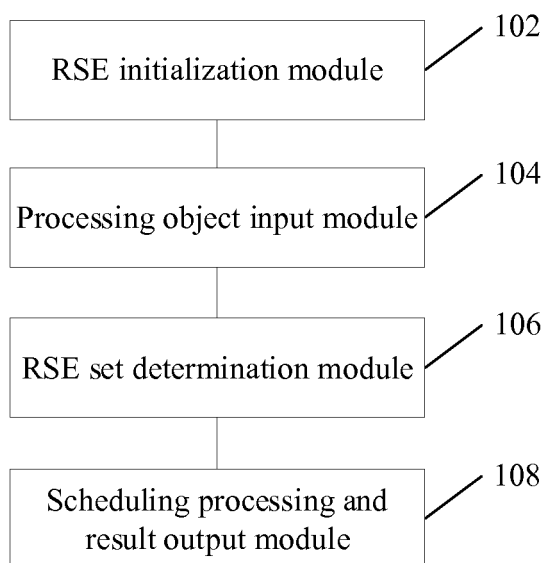 102
RSE initialization module
104
Processing object input module
106
RSE set determination module
108
Scheduling processing and
result output module